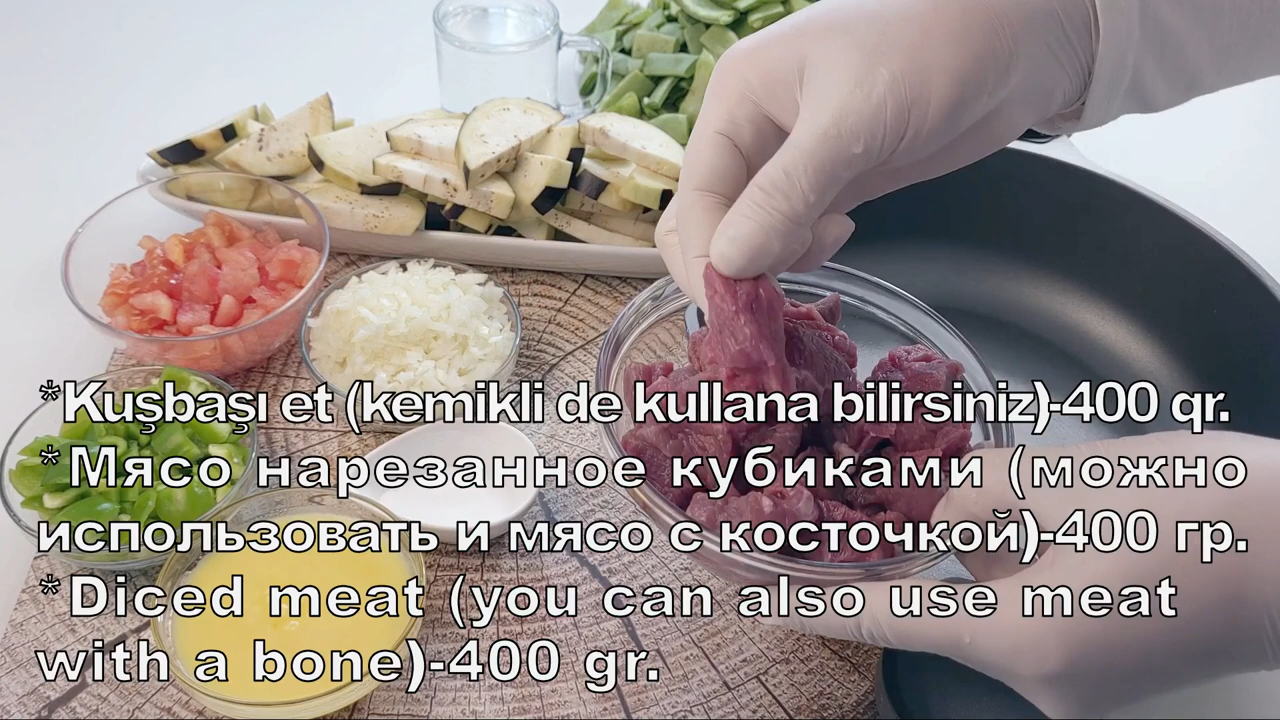 *Kuşbaşı et (kemikli de kullana bilirsiniz)-400 qr.
*Мясо нарезанное кубиками (можно
использовать и мясо с косточкой)-400 гр.
*Diced meat (you can also use meat
with a bone)-400 gr.